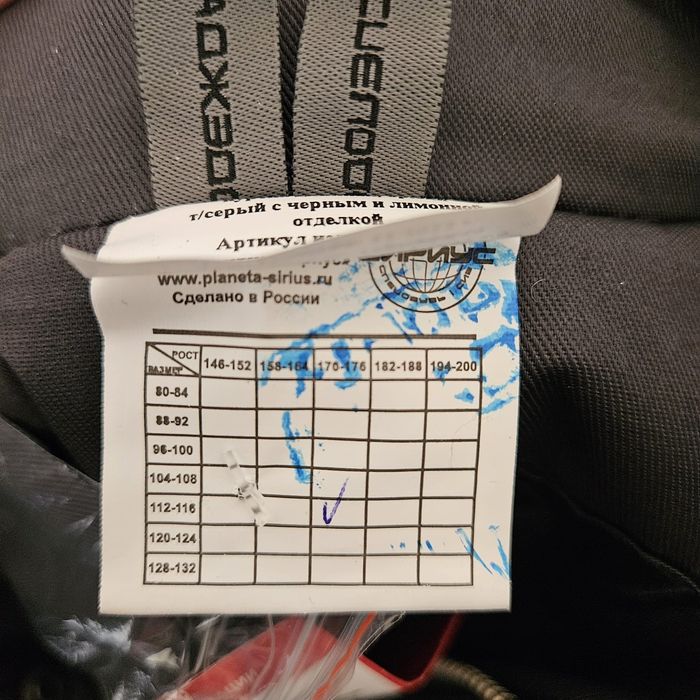 т/серый с черным и лимонной
отделкой
Артикул
www.planeta-sirius.ru
Сделано в России
РОСТ 146-152 158-164 170-176 182-188 194-200
РАЗМЕР
80-84
88-92
96-100
104-108
112-116
120-124
128-132